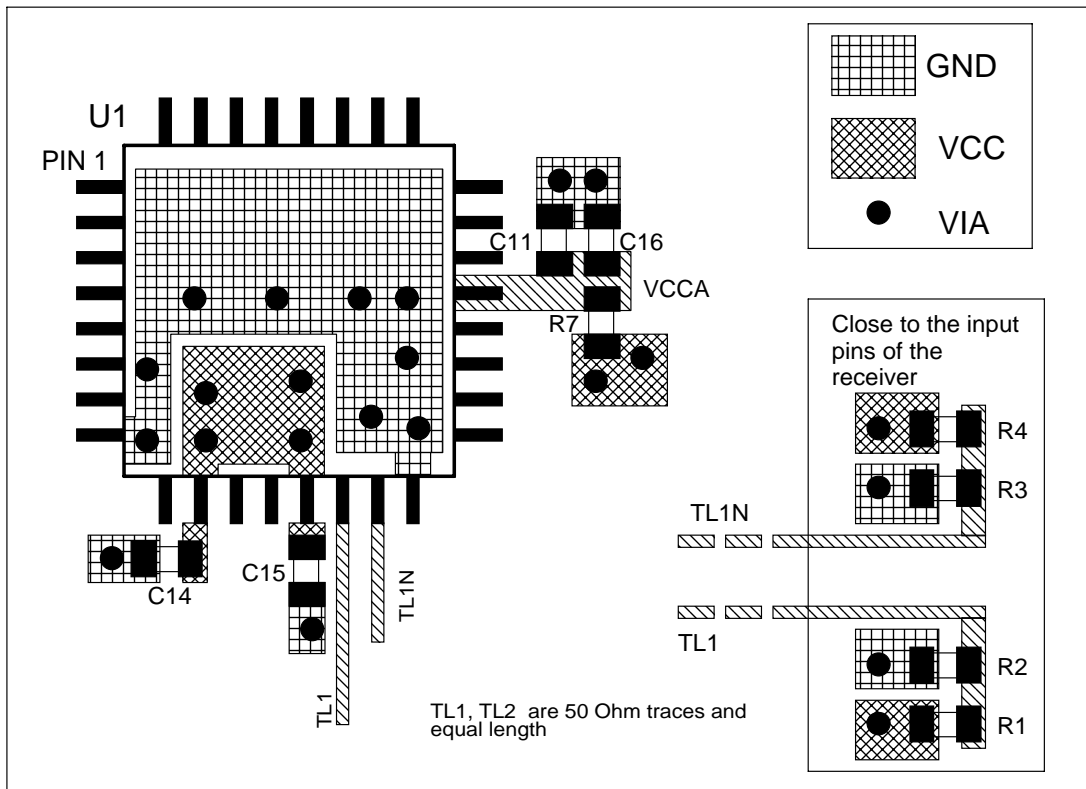 U1
PIN 1
GND
VCC
VIA
C11
C16
VCCA
R7
Close to the input
pins of the
receiver
R4
R3
TL1N
TL1
R2
R1
C14
C15
TL1
TL1N
TL1, TL2 are 50 Ohm traces and
equal length